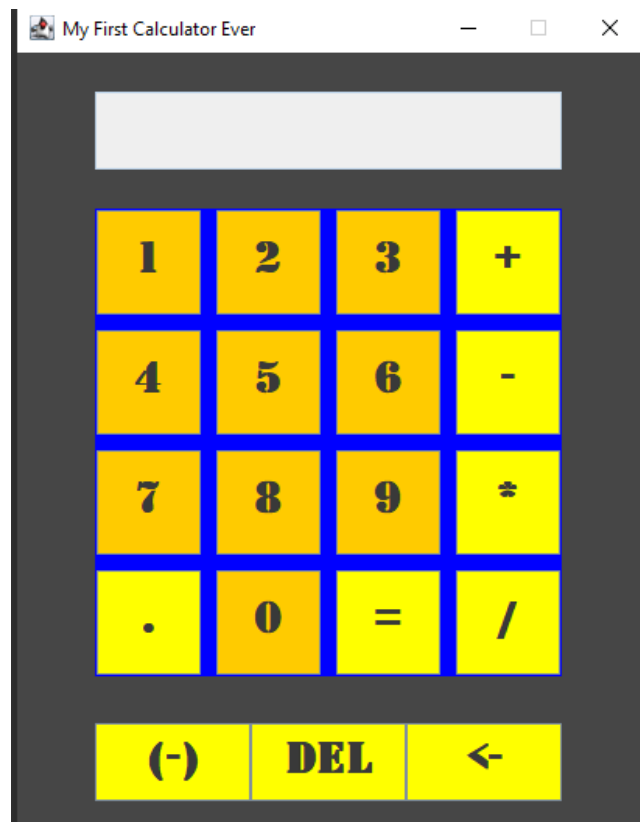 My First Calculator Ever
1 2 3 +
4 5 6 -
7 8 9 *
. 0 = /
(-) DEL <-